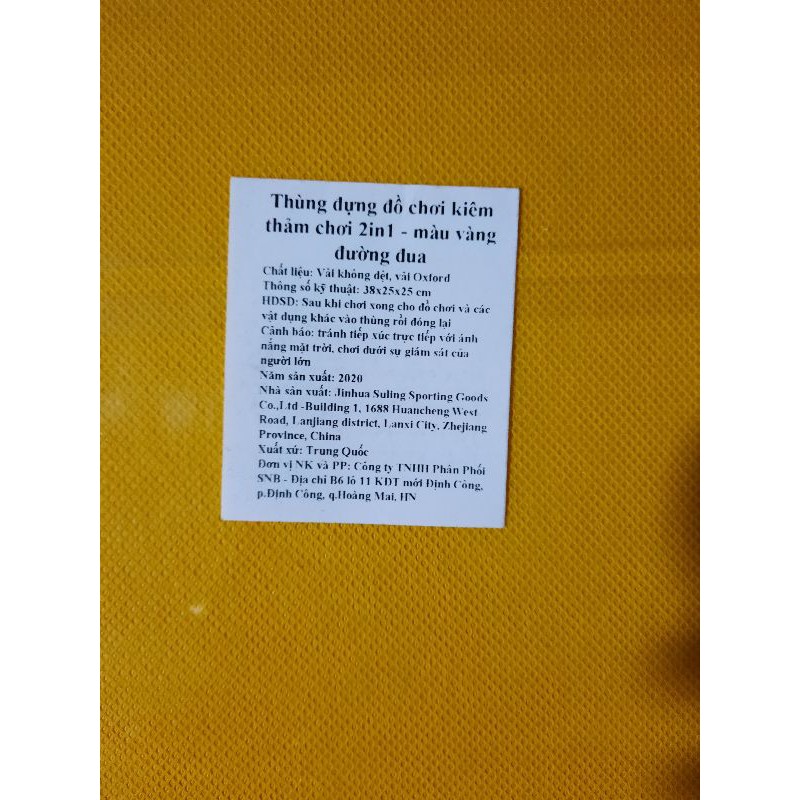 Thùng đựng đồ chơi kiêm
thảm chơi 2in1 - màu vàng
đường đua
Chất liệu: Vải không dệt, vải Oxford
Thông số kỹ thuật: 38x25x25 cm
HDSD: Sau khi chơi xong cho đồ chơi và các
vật dụng khác vào thùng rồi đóng lại
Cảnh báo: tránh tiếp xúc trực tiếp với ánh
nắng mặt trời, chơi dưới sự giám sát của
người lớn
Năm sản xuất: 2020
Nhà sản xuất: Jinhua Suling Sporting Goods
Co.,Ltd -Building 1, 1688 Huancheng West
Road, Lanjiang district, Lanxi City, Zhejiang
Province, China
Xuất xứ: Trung Quốc
Đơn vị NK và PP: Công ty TNHH Phân Phối
SNB - Địa chỉ B6 lô 11 KĐT mới Định Công,
p.Định Công, q.Hoàng Mai, HN